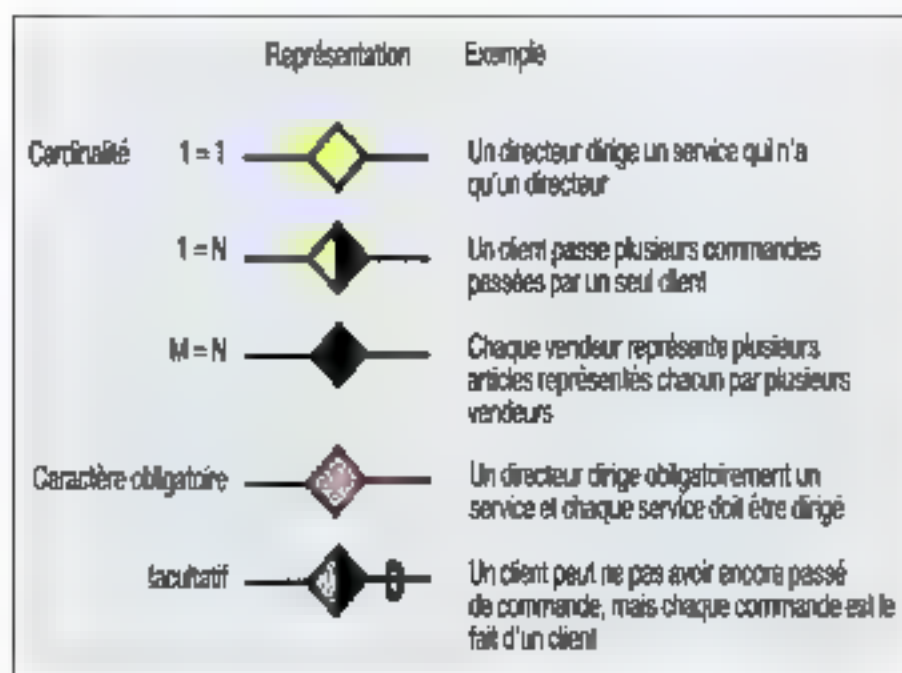 Représentation Exemple
Cardinalité 1 = 1 Un directeur dirige un service qui n'a
qu'un directeur
1 = N Un client passe plusieurs commandes
passées par un seul client
M = N Chaque vendeur représente plusieurs
articles représentés chacun par plusieurs
vendeurs
Caractère obligatoire Un directeur dirige obligatoirement un
service et chaque service doit être dirigé
facultatif 0 Un client peut ne pas avoir encore passé
de commande, mais chaque commande est le
fait d'un client